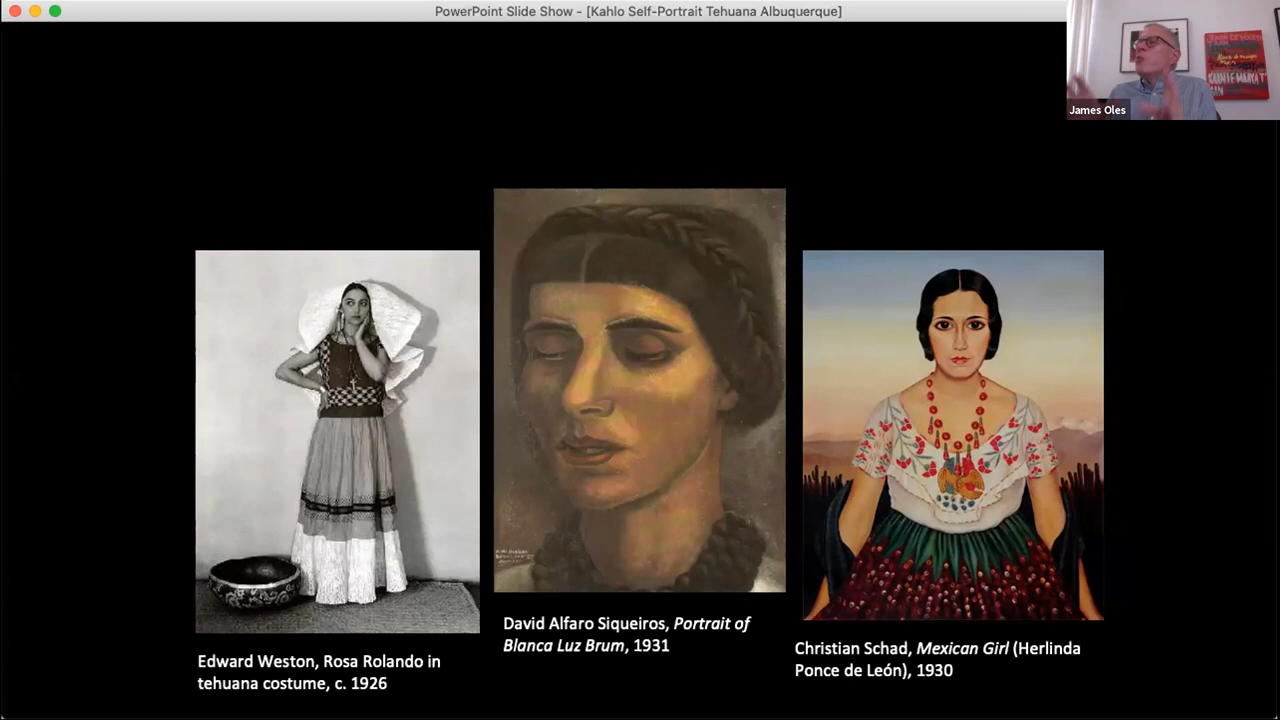 PowerPoint Slide Show - [Kahlo Self-Portrait Tehuana Albuquerque]
James Oles
Edward Weston, Rosa Rolando in
tehuana costume, c. 1926
David Alfaro Siqueiros, Portrait of
Blanca Luz Brum, 1931
Christian Schad, Mexican Girl (Herlinda
Ponce de León), 1930